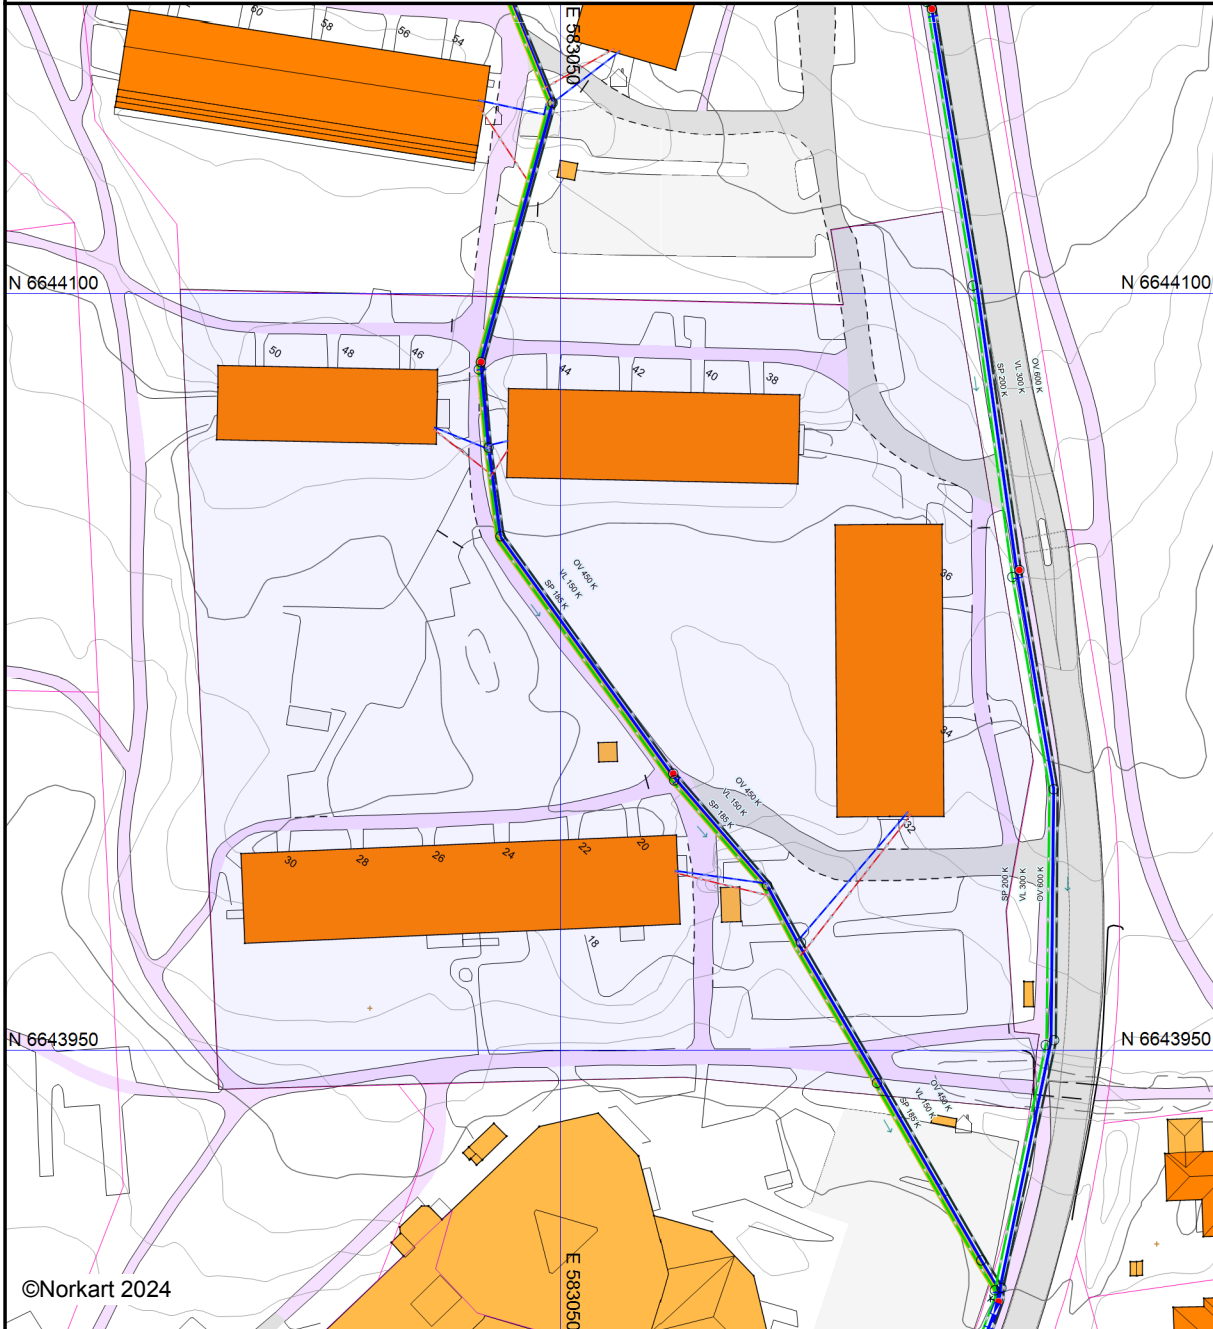 60
58
56
54
E 583050
N 6644100
N 6644100
50
48
46
44
42
40
38
SP 200 K
VL 300 K
OV 600 K
OV 450 K
VL 150 K
SP 185 K
36
34
32
OV 450 K
VL 150 K
SP 185 K
30
28
26
24
22
20
18
SP 200 K
VL 300 K
OV 600 K
N 6643950
N 6643950
OV 450 K
VL 150 K
SP 185 K
E 583050
©Norkart 2024